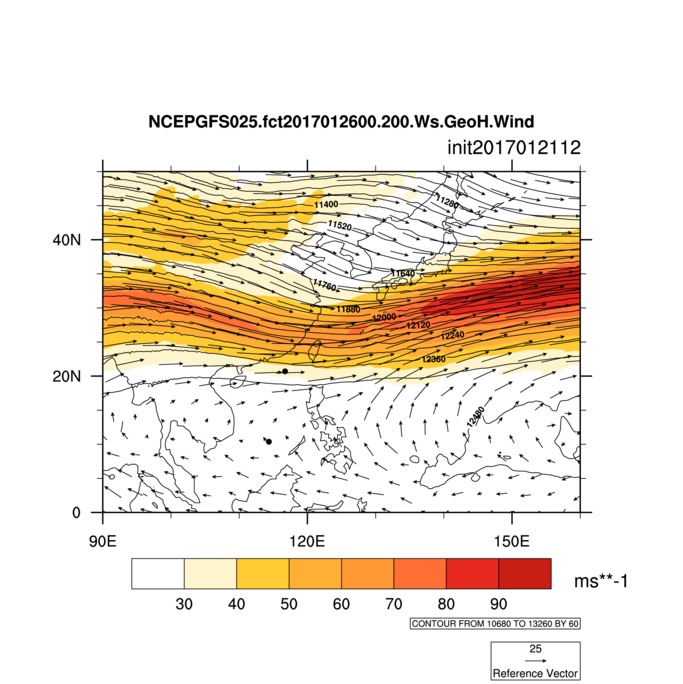 NCEPGFS025.fct2017012600.200.Ws.GeoH.Wind
init2017012112
11400
11280
11520
40N
11640
11760
11880
12000
12120
12240
12360
20N
12480
0
90E 120E 150E
ms**-1
30 40 50 60 70 80 90
CONTOUR FROM 10680 TO 13260 BY 60
25
Reference Vector